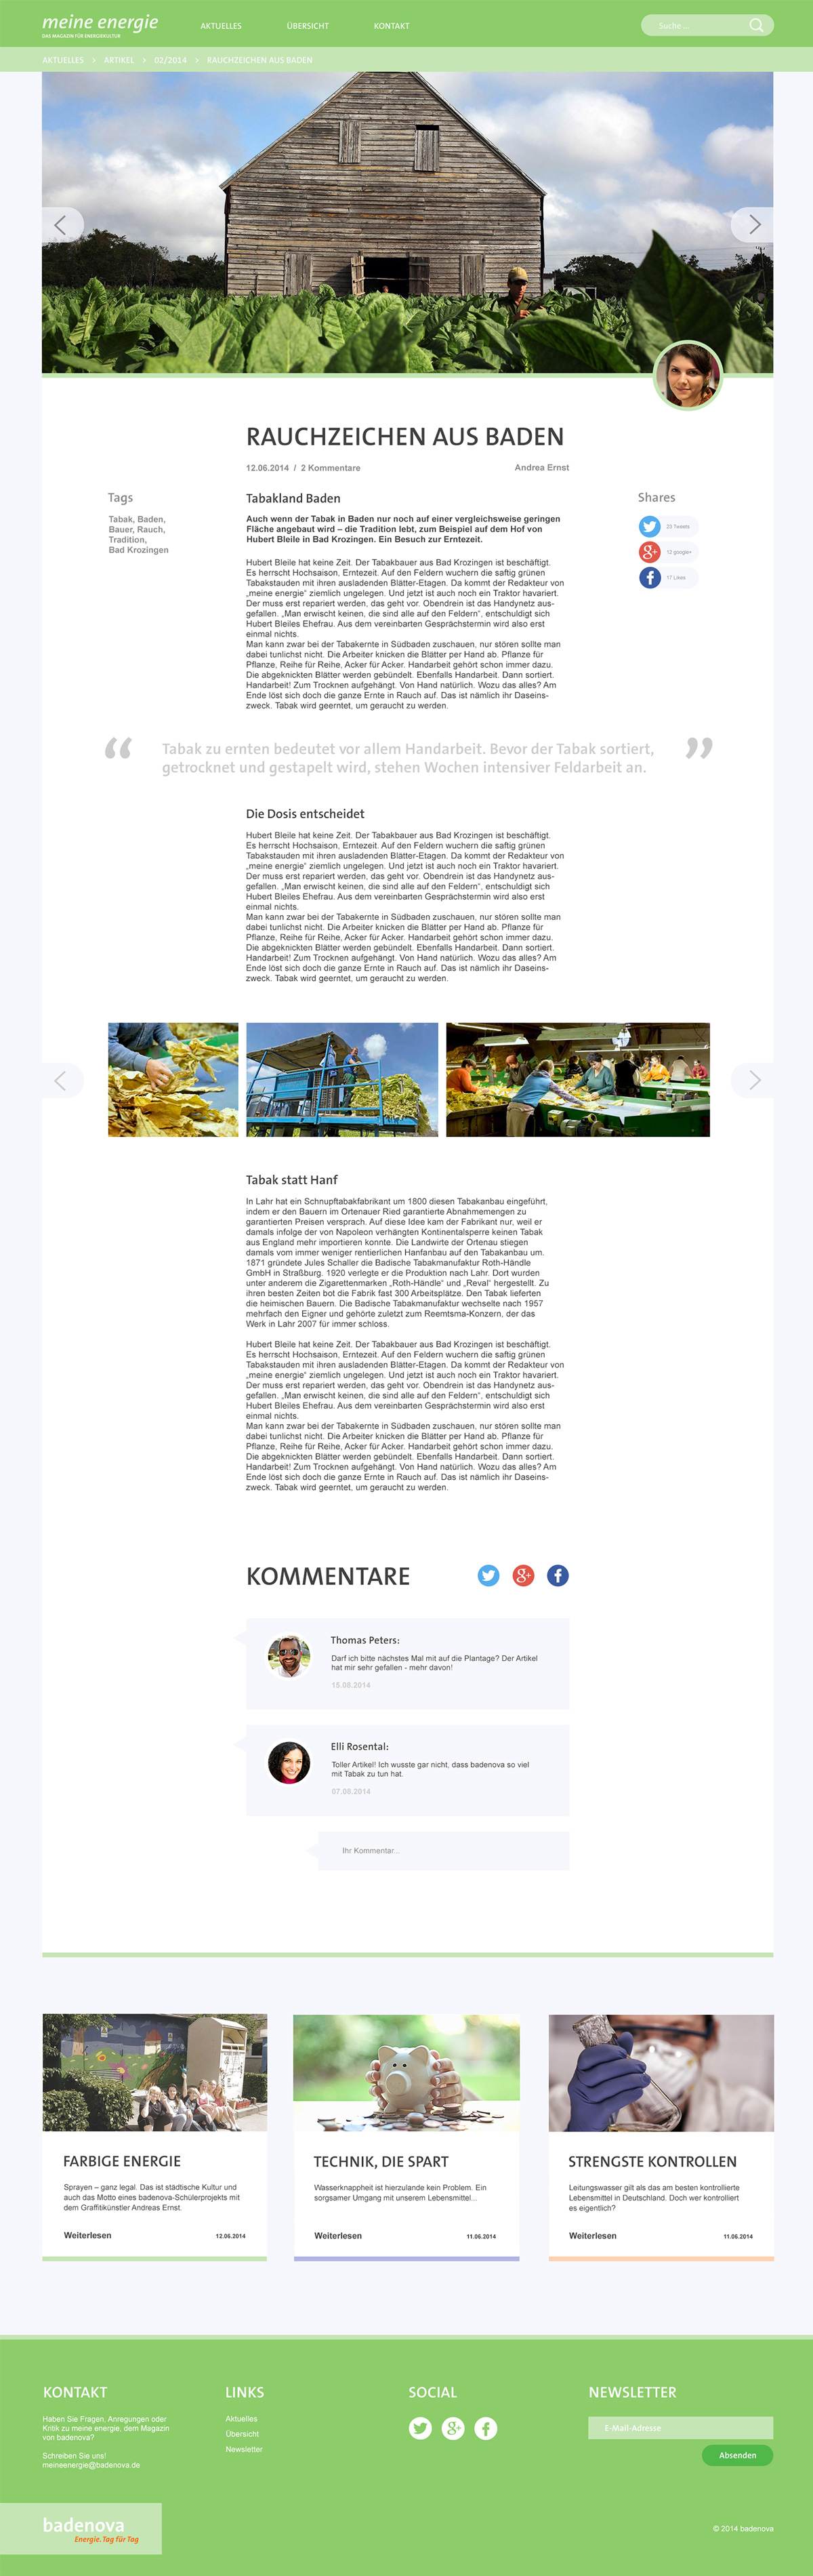 meine energie
DAS MAGAZIN FÜR ENERGIEKULTUR
AKTUELLES
ÜBERSICHT
KONTAKT
Suche ...
AKTUELLES > ARTIKEL > 02/2014 > RAUCHZEICHEN AUS BADEN
RAUCHZEICHEN AUS BADEN
12.06.2014 / 2 Kommentare
Andrea Ernst
Tags
Tabak, Baden,
Bauer, Rauch,
Tradition,
Bad Krozingen
Tabakland Baden
Auch wenn der Tabak in Baden nur noch auf einer vergleichsweise geringen
Fläche angebaut wird – die Tradition lebt, zum Beispiel auf dem Hof von
Hubert Bleile in Bad Krozingen. Ein Besuch zur Erntezeit.
Hubert Bleile hat keine Zeit. Der Tabakbauer aus Bad Krozingen ist beschäftigt.
Es herrscht Hochsaison, Erntezeit. Auf den Feldern wuchern die saftig grünen
Tabakstauden mit ihren ausladenden Blätter-Etagen. Da kommt der Redakteur von
„meine energie“ ziemlich ungelegen. Und jetzt ist auch noch ein Traktor havariert.
Der muss erst repariert werden, das geht vor. Obendrein ist das Handynetz aus-
gefallen. „Man erwischt keinen, die sind alle auf den Feldern“, entschuldigt sich
Hubert Bleiles Ehefrau. Aus dem vereinbarten Gesprächstermin wird also erst
einmal nichts.
Man kann zwar bei der Tabakernte in Südbaden zuschauen, nur stören sollte man
dabei tunlichst nicht. Die Arbeiter knicken die Blätter per Hand ab. Pflanze für
Pflanze, Reihe für Reihe, Acker für Acker. Handarbeit gehört schon immer dazu.
Die abgeknickten Blätter werden gebündelt. Ebenfalls Handarbeit. Dann sortiert.
Handarbeit! Zum Trocknen aufgehängt. Von Hand natürlich. Wozu das alles? Am
Ende löst sich doch die ganze Ernte in Rauch auf. Das ist nämlich ihr Daseins-
zweck. Tabak wird geerntet, um geraucht zu werden.
Shares
23 Tweets
12 google+
17 Likes
“ Tabak zu ernten bedeutet vor allem Handarbeit. Bevor der Tabak sortiert, ”
getrocknet und gestapelt wird, stehen Wochen intensiver Feldarbeit an.
Die Dosis entscheidet
Hubert Bleile hat keine Zeit. Der Tabakbauer aus Bad Krozingen ist beschäftigt.
Es herrscht Hochsaison, Erntezeit. Auf den Feldern wuchern die saftig grünen
Tabakstauden mit ihren ausladenden Blätter-Etagen. Da kommt der Redakteur von
„meine energie“ ziemlich ungelegen. Und jetzt ist auch noch ein Traktor havariert.
Der muss erst repariert werden, das geht vor. Obendrein ist das Handynetz aus-
gefallen. „Man erwischt keinen, die sind alle auf den Feldern“, entschuldigt sich
Hubert Bleiles Ehefrau. Aus dem vereinbarten Gesprächstermin wird also erst
einmal nichts.
Man kann zwar bei der Tabakernte in Südbaden zuschauen, nur stören sollte man
dabei tunlichst nicht. Die Arbeiter knicken die Blätter per Hand ab. Pflanze für
Pflanze, Reihe für Reihe, Acker für Acker. Handarbeit gehört schon immer dazu.
Die abgeknickten Blätter werden gebündelt. Ebenfalls Handarbeit. Dann sortiert.
Handarbeit! Zum Trocknen aufgehängt. Von Hand natürlich. Wozu das alles? Am
Ende löst sich doch die ganze Ernte in Rauch auf. Das ist nämlich ihr Daseins-
zweck. Tabak wird geerntet, um geraucht zu werden.
Tabak statt Hanf
In Lahr hat ein Schnupftabakfabrikant um 1800 diesen Tabakanbau eingeführt,
indem er den Bauern im Ortenauer Ried garantierte Abnahmemengen zu
garantierten Preisen versprach. Auf diese Idee kam der Fabrikant nur, weil er
damals infolge der von Napoleon verhängten Kontinentalsperre keinen Tabak
aus England mehr importieren konnte. Die Landwirte der Ortenau stiegen
damals vom immer weniger rentierlichen Hanfanbau auf den Tabakanbau um.
1871 gründete Jules Schaller die Badische Tabakmanufaktur Roth-Händle
GmbH in Straßburg. 1920 verlegte er die Produktion nach Lahr. Dort wurden
unter anderem die Zigarettenmarken „Roth-Händle“ und „Reval“ hergestellt. Zu
ihren besten Zeiten bot die Fabrik fast 300 Arbeitsplätze. Den Tabak lieferten
die heimischen Bauern. Die Badische Tabakmanufaktur wechselte nach 1957
mehrfach den Eigner und gehörte zuletzt zum Reemtsma-Konzern, der das
Werk in Lahr 2007 für immer schloss.
Hubert Bleile hat keine Zeit. Der Tabakbauer aus Bad Krozingen ist beschäftigt.
Es herrscht Hochsaison, Erntezeit. Auf den Feldern wuchern die saftig grünen
Tabakstauden mit ihren ausladenden Blätter-Etagen. Da kommt der Redakteur von
„meine energie“ ziemlich ungelegen. Und jetzt ist auch noch ein Traktor havariert.
Der muss erst repariert werden, das geht vor. Obendrein ist das Handynetz aus-
gefallen. „Man erwischt keinen, die sind alle auf den Feldern“, entschuldigt sich
Hubert Bleiles Ehefrau. Aus dem vereinbarten Gesprächstermin wird also erst
einmal nichts.
Man kann zwar bei der Tabakernte in Südbaden zuschauen, nur stören sollte man
dabei tunlichst nicht. Die Arbeiter knicken die Blätter per Hand ab. Pflanze für
Pflanze, Reihe für Reihe, Acker für Acker. Handarbeit gehört schon immer dazu.
Die abgeknickten Blätter werden gebündelt. Ebenfalls Handarbeit. Dann sortiert.
Handarbeit! Zum Trocknen aufgehängt. Von Hand natürlich. Wozu das alles? Am
Ende löst sich doch die ganze Ernte in Rauch auf. Das ist nämlich ihr Daseins-
zweck. Tabak wird geerntet, um geraucht zu werden.
KOMMENTARE
Thomas Peters:
Darf ich bitte nächstes Mal mit auf die Plantage? Der Artikel
hat mir sehr gefallen - mehr davon!
15.08.2014
Elli Rosental:
Toller Artikel! Ich wusste gar nicht, dass badenova so viel
mit Tabak zu tun hat.
07.08.2014
Ihr Kommentar...
FARBIGE ENERGIE
Sprayen – ganz legal. Das ist städtische Kultur und
auch das Motto eines badenova-Schülerprojekts mit
dem Graffitikünstler Andreas Ernst.
Weiterlesen
12.06.2014
TECHNIK, DIE SPART
Wasserknappheit ist hierzulande kein Problem. Ein
sorgsamer Umgang mit unserem Lebensmittel...
Weiterlesen
11.06.2014
STRENGSTE KONTROLLEN
Leitungswasser gilt als das am besten kontrollierte
Lebensmittel in Deutschland. Doch wer kontrolliert
es eigentlich?
Weiterlesen
11.06.2014
KONTAKT
Haben Sie Fragen, Anregungen oder
Kritik zu meine energie, dem Magazin
von badenova?
Schreiben Sie uns!
meineenergie@badenova.de
LINKS
Aktuelles
Übersicht
Newsletter
SOCIAL
NEWSLETTER
E-Mail-Adresse
Absenden
badenova
Energie. Tag für Tag
© 2014 badenova